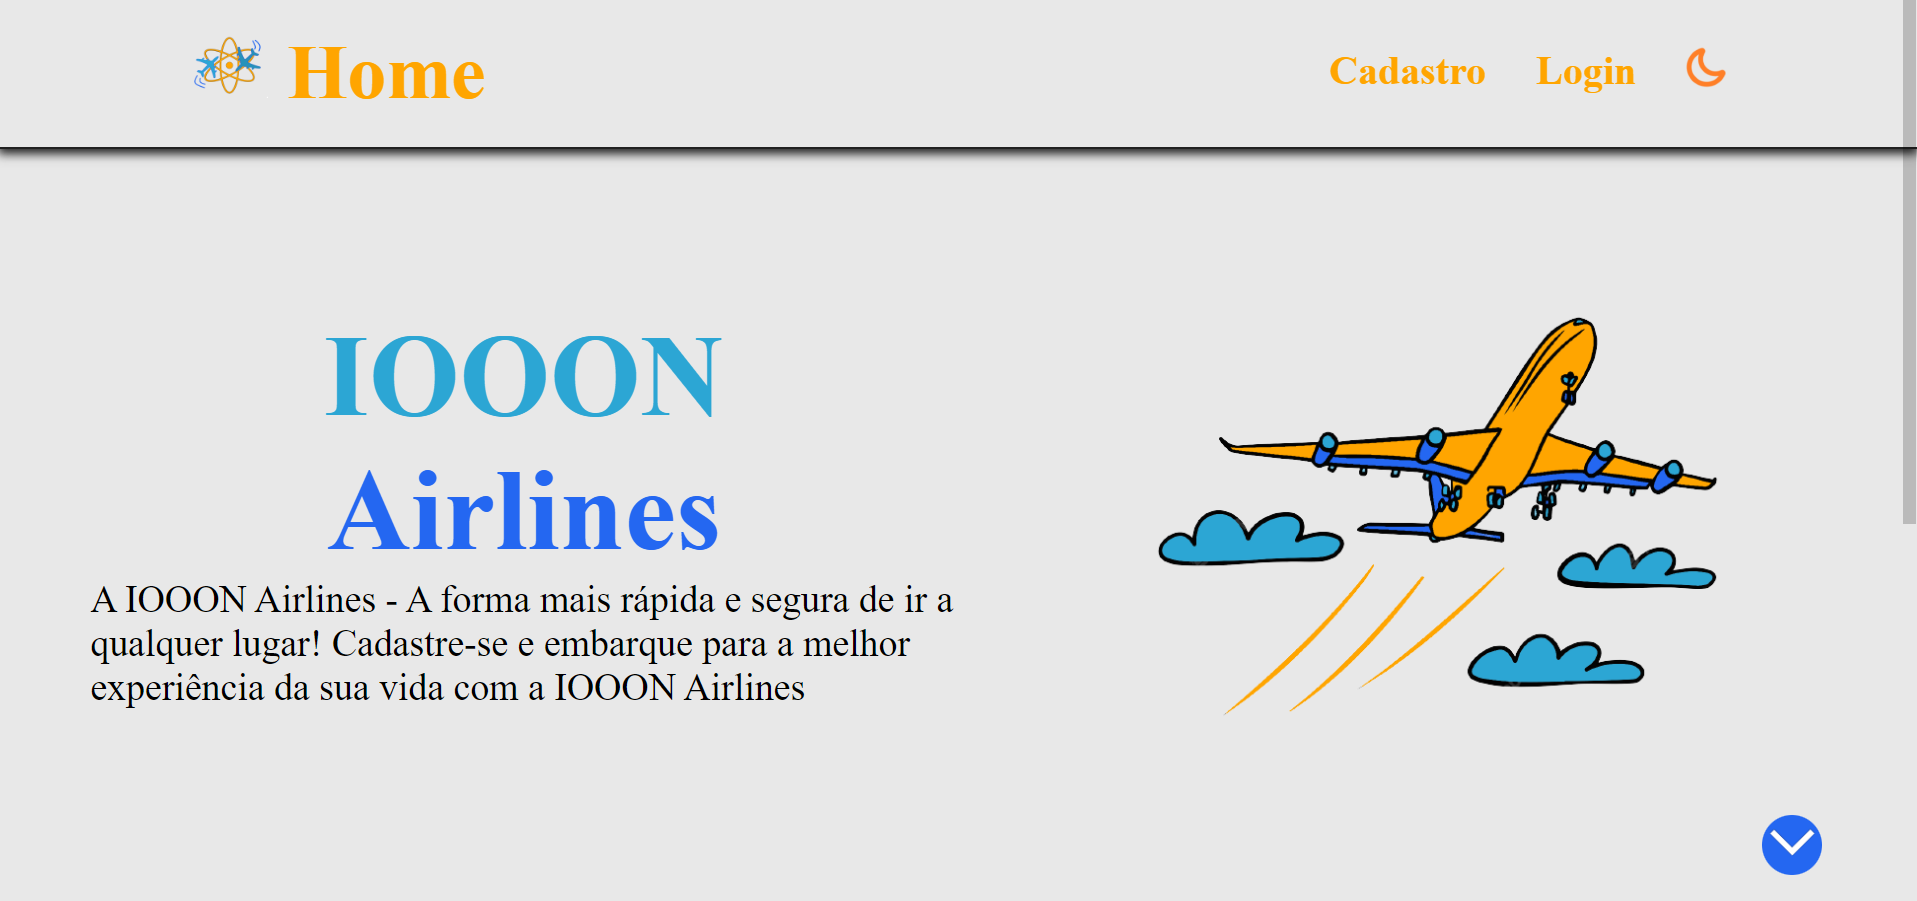 Home
Cadastro
Login
IOOON
Airlines
A IOOON Airlines - A forma mais rápida e segura de ir a
qualquer lugar! Cadastre-se e embarque para a melhor
experiência da sua vida com a IOOON Airlines